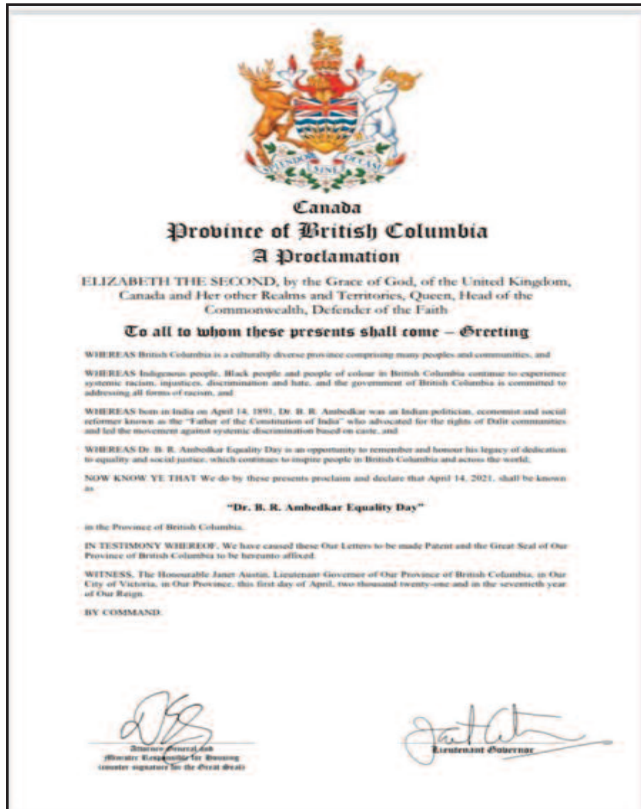 SPLENDOR SINE OCCASU
Canada
Province of British Columbia
A Proclamation
ELIZABETH THE SECOND, by the Grace of God, of the United Kingdom,
Canada and Her other Realms and Territories, Queen, Head of the
Commonwealth, Defender of the Faith
To all to whom these presents shall come – Greeting
WHEREAS British Columbia is a culturally diverse province comprising many peoples and communities, and
WHEREAS Indigenous people, Black people and people of colour in British Columbia continue to experience
systemic racism, injustices, discrimination and hate, and the government of British Columbia is committed to
addressing all forms of racism, and
WHEREAS born in India on April 14, 1891, Dr. B. R. Ambedkar was an Indian politician, economist and social
reformer known as the “Father of the Constitution of India” who advocated for the rights of Dalit communities
and led the movement against systemic discrimination based on caste, and
WHEREAS Dr. B. R. Ambedkar Equality Day is an opportunity to remember and honour his legacy of dedication
to equality and social justice, which continues to inspire people in British Columbia and across the world;
NOW KNOW YE THAT We do by these presents proclaim and declare that April 14, 2021, shall be known
as
“Dr. B. R. Ambedkar Equality Day”
in the Province of British Columbia.
IN TESTIMONY WHEREOF, We have caused these Our Letters to be made Patent and the Great Seal of Our
Province of British Columbia to be hereunto affixed.
WITNESS, The Honourable Janet Austin, Lieutenant Governor of Our Province of British Columbia, in Our
City of Victoria, in Our Province, this first day of April, two thousand twenty-one and in the seventieth year
of Our Reign.
BY COMMAND.
Attorney General and
Minister Responsible for Housing
(counter signature for the Great Seal)
Lieutenant Governor